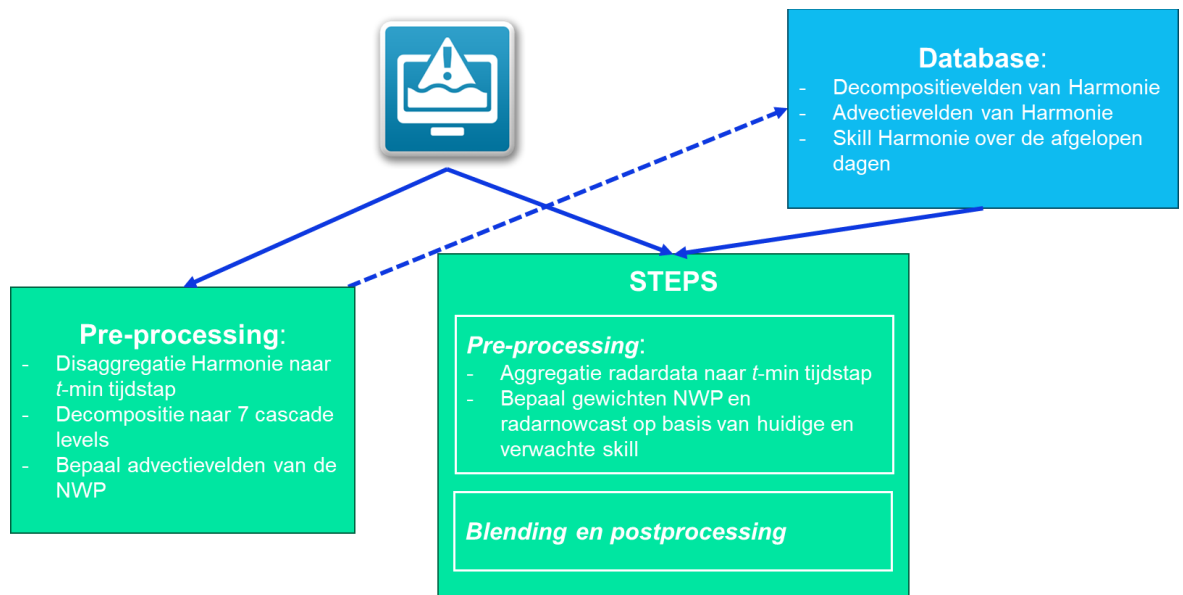 Database:
- Decompositievelden van Harmonie
- Advectievelden van Harmonie
- Skill Harmonie over de afgelopen
dagen
Pre-processing:
- Disaggregatie Harmonie naar
t-min tijdstap
- Decompositie naar 7 cascade
levels
- Bepaal advectievelden van de
NWP
STEPS
Pre-processing:
- Aggregatie radardata naar t-min tijdstap
- Bepaal gewichten NWP en
radarnowcast op basis van huidige en
verwachte skill
Blending en postprocessing